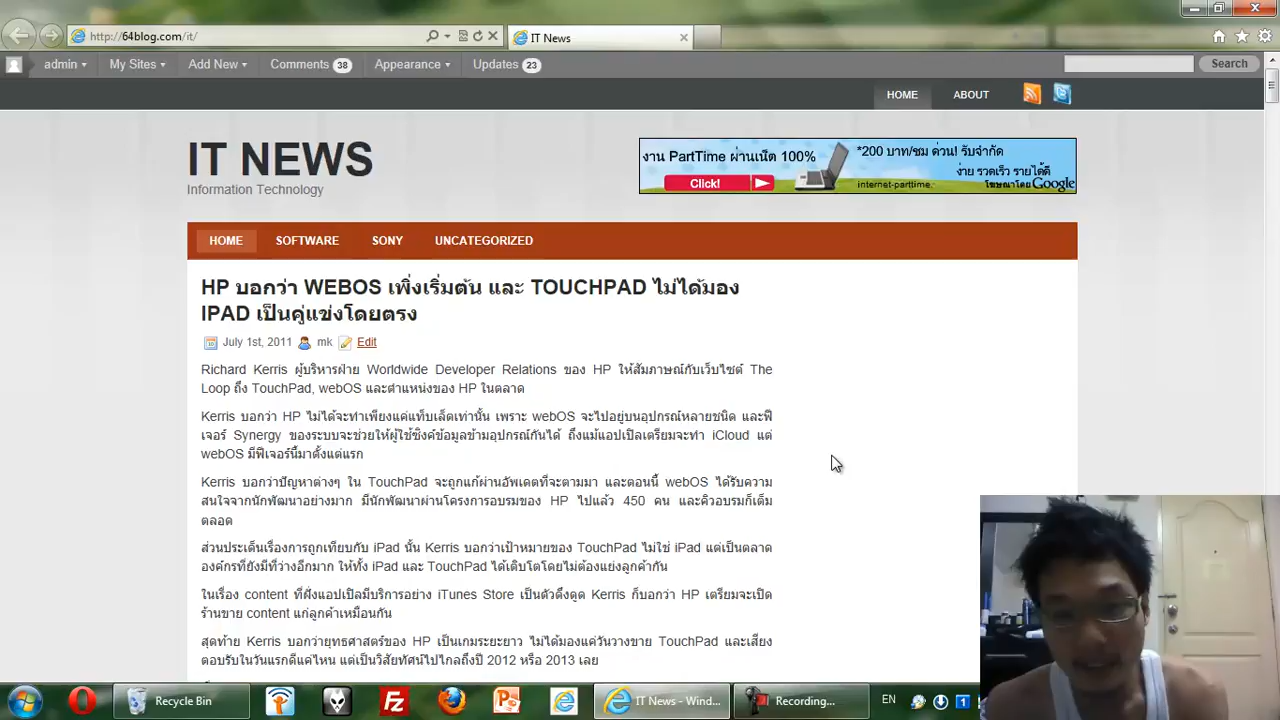 http://64blog.com/it/
IT News
admin
My Sites
Add New
Comments 38
Appearance
Updates 23
Search
HOME
ABOUT
IT NEWS
Information Technology
งาน PartTime ผ่านเน็ต 100%
*200 บาท/ชม ด่วน! รับจำกัด
ง่าย รวดเร็ว รายได้ดี
Click!
internet-parttime.
โฆษณาโดย Google
HOME
SOFTWARE
SONY
UNCATEGORIZED
HP บอกว่า WEBOS เพิ่งเริ่มต้น และ TOUCHPAD ไม่ได้มอง
IPAD เป็นคู่แข่งโดยตรง
July 1st, 2011 mk Edit
Richard Kerris ผู้บริหารฝ่าย Worldwide Developer Relations ของ HP ให้สัมภาษณ์กับเว็บไซต์ The
Loop ถึง TouchPad, webOS และตำแหน่งของ HP ในตลาด
Kerris บอกว่า HP ไม่ได้จะทำเพียงแค่แท็บเล็ตเท่านั้น เพราะ webOS จะไปอยู่บนอุปกรณ์หลายชนิด และฟี
เจอร์ Synergy ของระบบจะช่วยให้ผู้ใช้ซิงค์ข้อมูลข้ามอุปกรณ์กันได้ ถึงแม้แอปเปิลเตรียมจะทำ iCloud แต่
webOS มีฟีเจอร์นี้มาตั้งแต่แรก
Kerris บอกว่าปัญหาต่างๆ ใน TouchPad จะถูกแก้ผ่านอัพเดตที่จะตามมา และตอนนี้ webOS ได้รับความ
สนใจจากนักพัฒนาอย่างมาก มีนักพัฒนาผ่านโครงการอบรมของ HP ไปแล้ว 450 คน และคิวอบรมก็เต็ม
ตลอด
ส่วนประเด็นเรื่องการถูกเทียบกับ iPad นั้น Kerris บอกว่าเป้าหมายของ TouchPad ไม่ใช่ iPad แต่เป็นตลาด
องค์กรที่ยังมีที่ว่างอีกมาก ให้ทั้ง iPad และ TouchPad ได้เติบโตโดยไม่ต้องแย่งลูกค้ากัน
ในเรื่อง content ที่ฝั่งแอปเปิลมีบริการอย่าง iTunes Store เป็นตัวดึงดูด Kerris ก็บอกว่า HP เตรียมจะเปิด
ร้านขาย content แก่ลูกค้าเหมือนกัน
สุดท้าย Kerris บอกว่ายุทธศาสตร์ของ HP เป็นเกมระยะยาว ไม่ได้มองแค่วันวางขาย TouchPad และเสียง
ตอบรับในวันแรกดีแค่ไหน แต่เป็นวิสัยทัศน์ไปไกลถึงปี 2012 หรือ 2013 เลย
Recycle Bin
IT News - Wind...
Recording...
EN